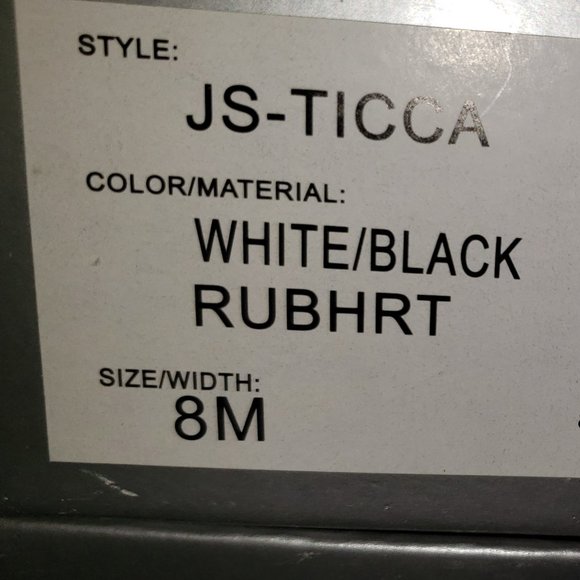 STYLE:
JS-TICCA
COLOR/MATERIAL:
WHITE/BLACK
RUBHRT
SIZE/WIDTH:
8M